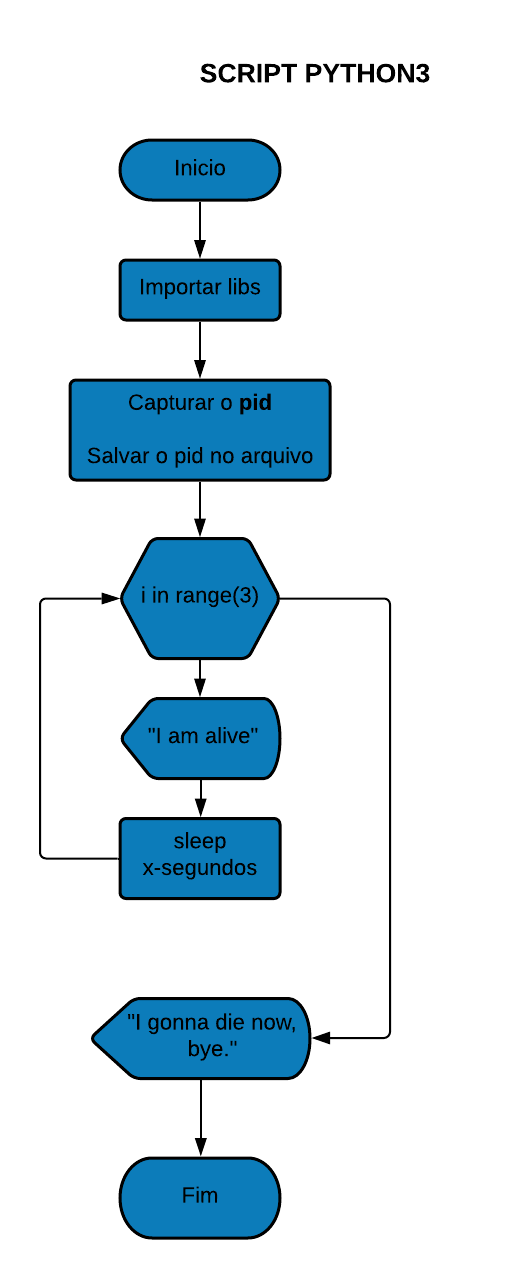 SCRIPT PYTHON3
Inicio
Importar libs
Capturar o pid
Salvar o pid no arquivo
i in range(3)
"I am alive"
sleep
x-segundos
"I gonna die now,
bye."
Fim